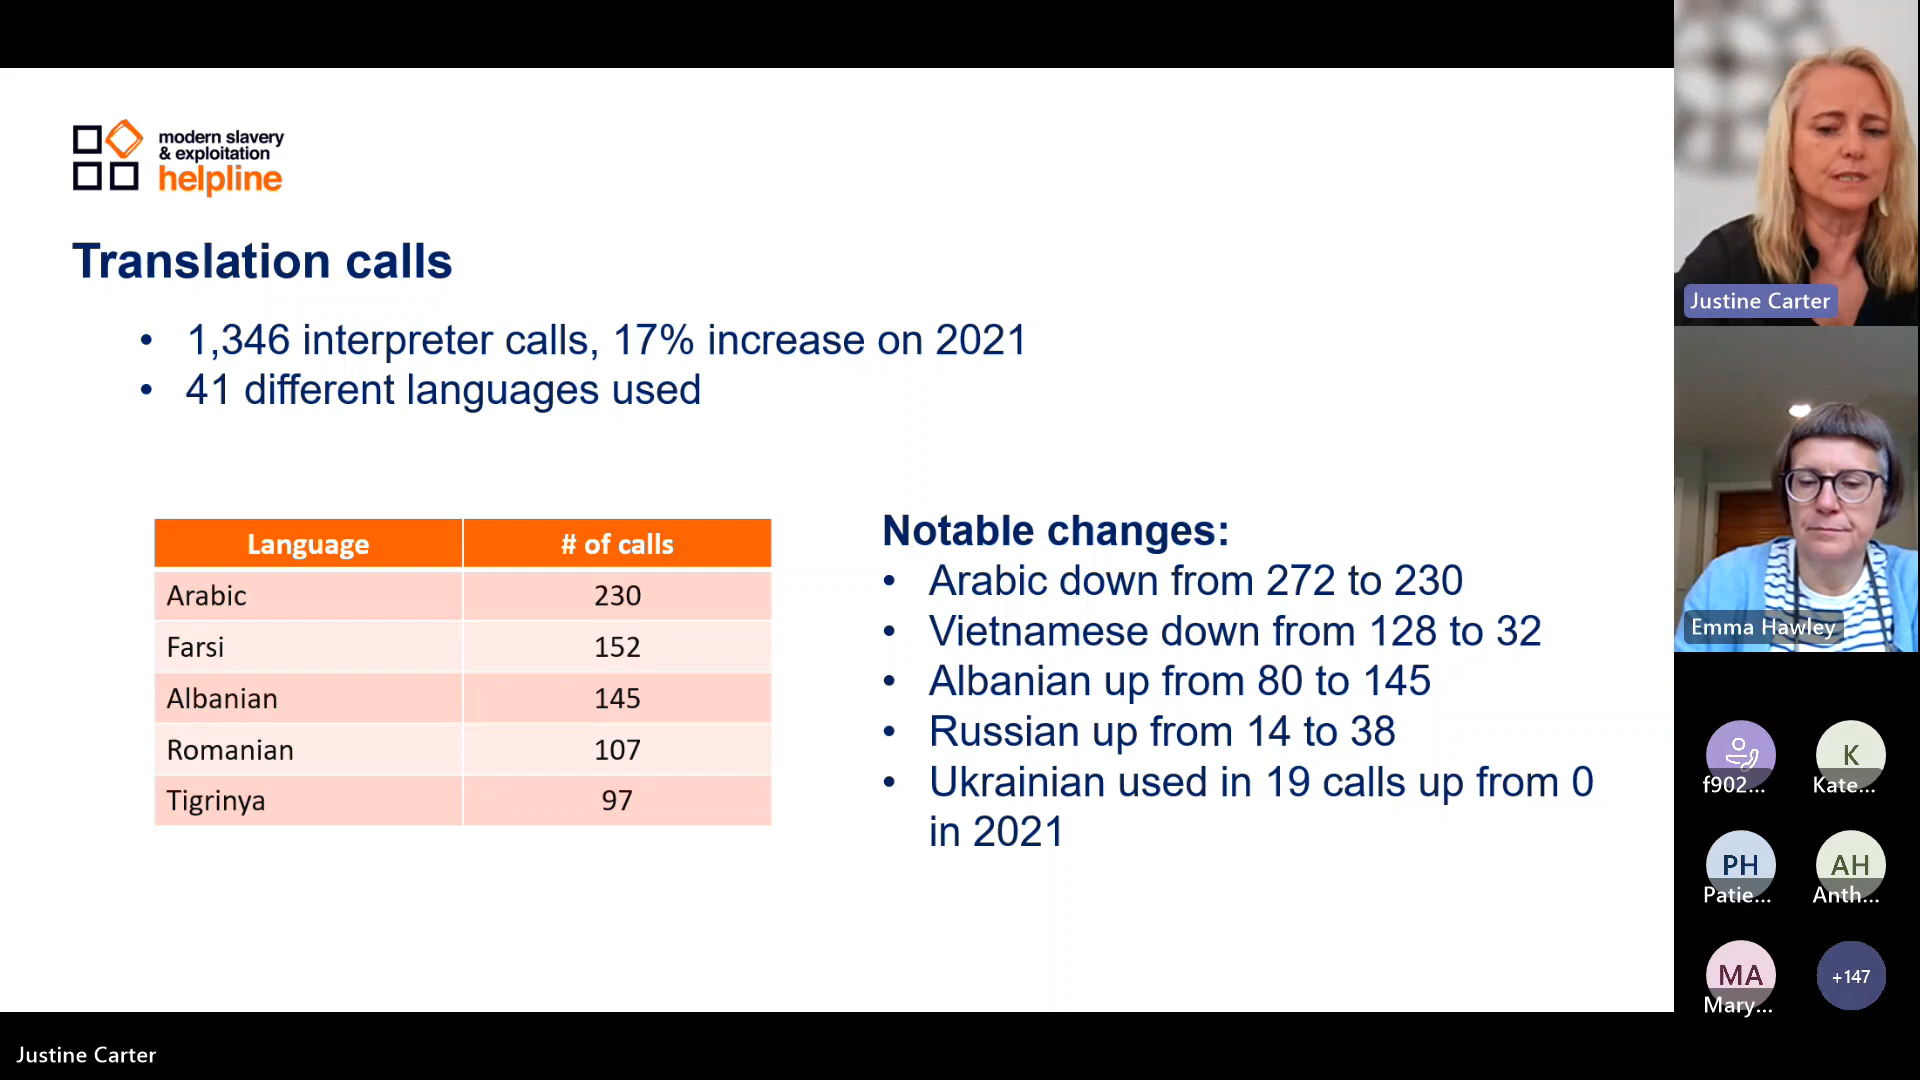 modern slavery
& exploitation
helpline
Translation calls
• 1,346 interpreter calls, 17% increase on 2021
• 41 different languages used
Language # of calls
Arabic 230
Farsi 152
Albanian 145
Romanian 107
Tigrinya 97
Notable changes:
• Arabic down from 272 to 230
• Vietnamese down from 128 to 32
• Albanian up from 80 to 145
• Russian up from 14 to 38
• Ukrainian used in 19 calls up from 0
in 2021
Justine Carter
Emma Hawley
f902...
K
Kate...
PH
Patie...
AH
Anth...
MA
Mary...
+147
Justine Carter